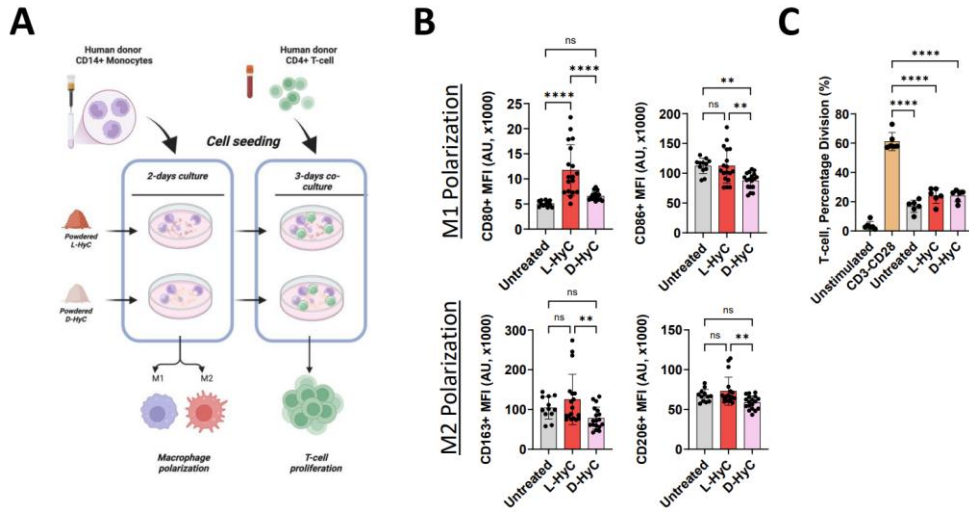 A
Human donor
CD14+ Monocytes
Human donor
CD4+ T-cell
Cell seeding
2-days culture
3-days co-
culture
Powdered
L-HyC
Powdered
D-HyC
M1
M2
Macrophage
polarization
T-cell
proliferation
B
M1 Polarization
CD80+ MFI (AU, x1000)
25
20
15
10
5
0
ns
****
****
Untreated
L-HyC
D-HyC
CD86+ MFI (AU, x1000)
200
150
100
50
0
**
ns
**
Untreated
L-HyC
D-HyC
M2 Polarization
CD163+ MFI (AU, x1000)
300
200
100
0
ns
ns
**
Untreated
L-HyC
D-HyC
CD206+ MFI (AU, x1000)
150
100
50
0
ns
ns
**
Untreated
L-HyC
D-HyC
C
T-cell, Percentage Division (%)
80
60
40
20
0
****
****
****
Unstimulated
CD3-CD28
Untreated
L-HyC
D-HyC